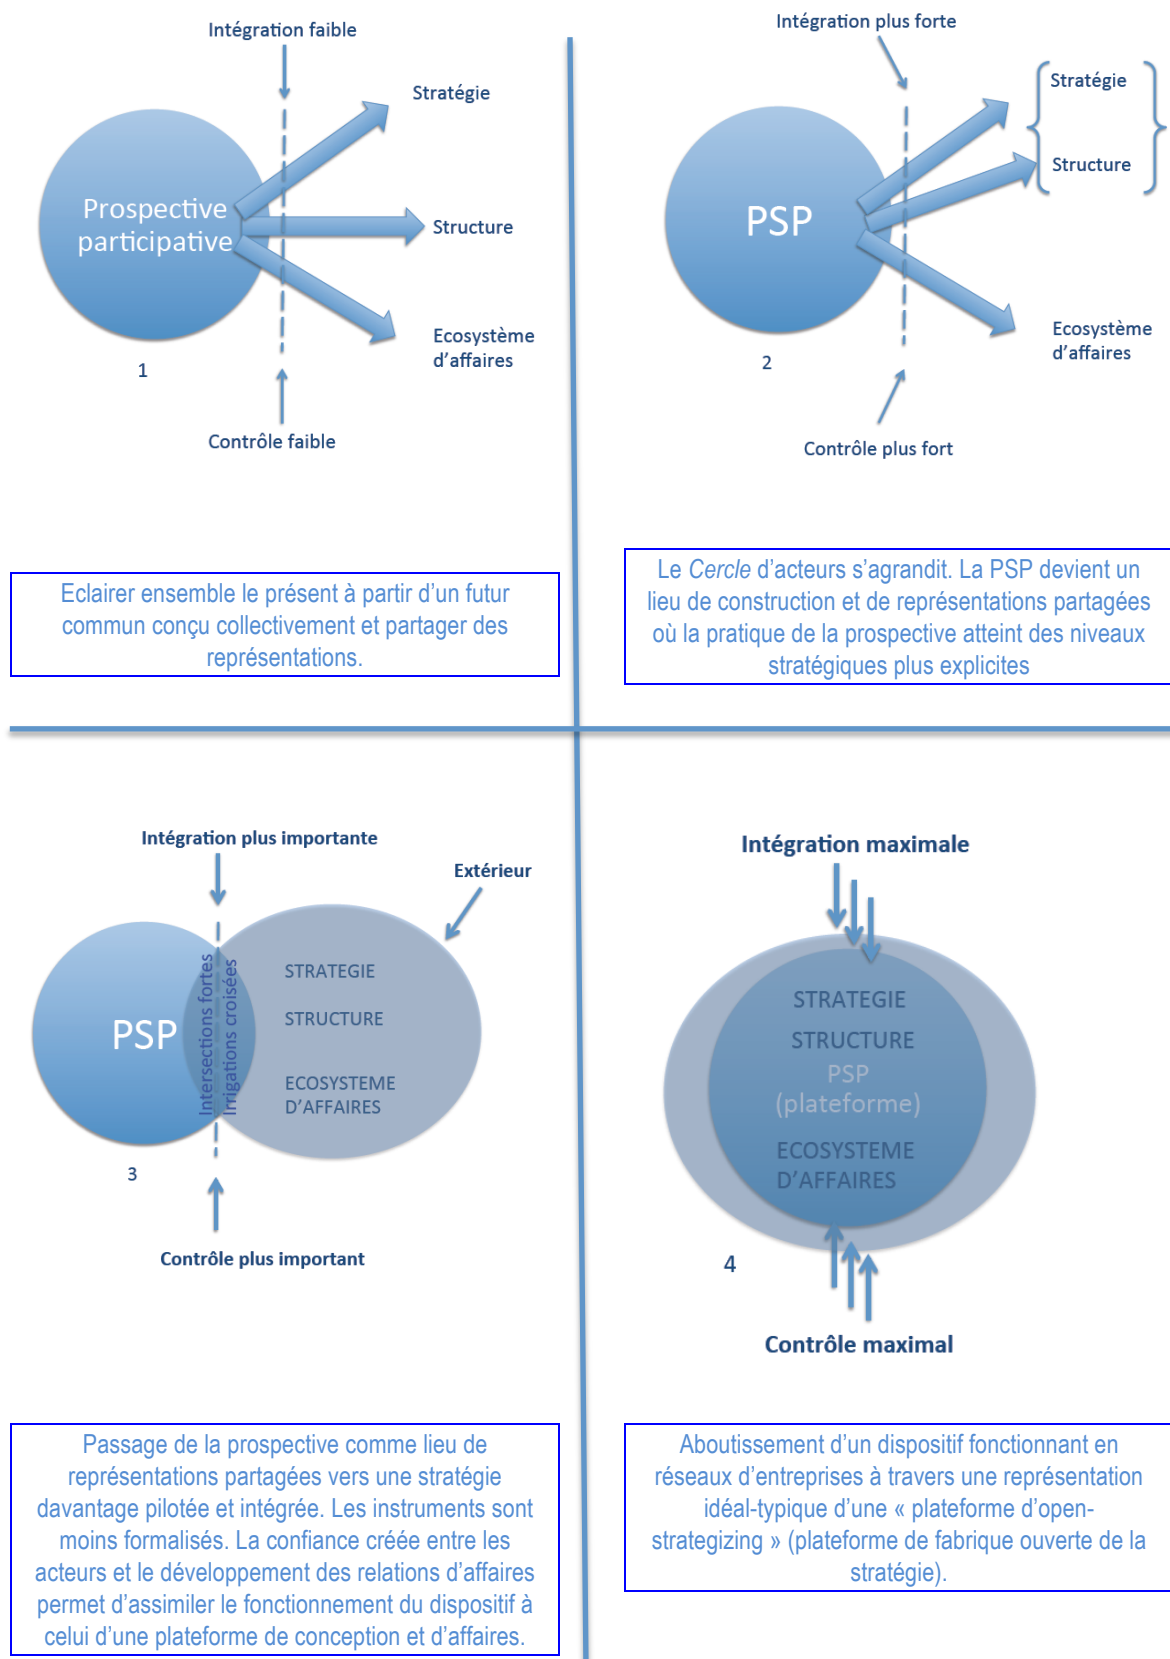 Intégration faible
Stratégie
Prospective
participative
Structure
Ecosystème
d’affaires
1
Contrôle faible
Eclairer ensemble le présent à partir d’un futur
commun conçu collectivement et partager des
représentations.
Intégration plus forte
Stratégie
Structure
PSP
Ecosystème
d’affaires
2
Contrôle plus fort
Le Cercle d’acteurs s’agrandit. La PSP devient un
lieu de construction et de représentations partagées
où la pratique de la prospective atteint des niveaux
stratégiques plus explicites
Intégration plus importante
Extérieur
PSP
Intersections fortes
Irrigations croisées
STRATEGIE
STRUCTURE
ECOSYSTEME
D’AFFAIRES
3
Contrôle plus important
Passage de la prospective comme lieu de
représentations partagées vers une stratégie
davantage pilotée et intégrée. Les instruments sont
moins formalisés. La confiance créée entre les
acteurs et le développement des relations d’affaires
permet d’assimiler le fonctionnement du dispositif à
celui d’une plateforme de conception et d’affaires.
Intégration maximale
STRATEGIE
STRUCTURE
PSP
(plateforme)
ECOSYSTEME
D’AFFAIRES
4
Contrôle maximal
Aboutissement d’un dispositif fonctionnant en
réseaux d’entreprises à travers une représentation
idéal-typique d’une « plateforme d’open-
strategizing » (plateforme de fabrique ouverte de la
stratégie).